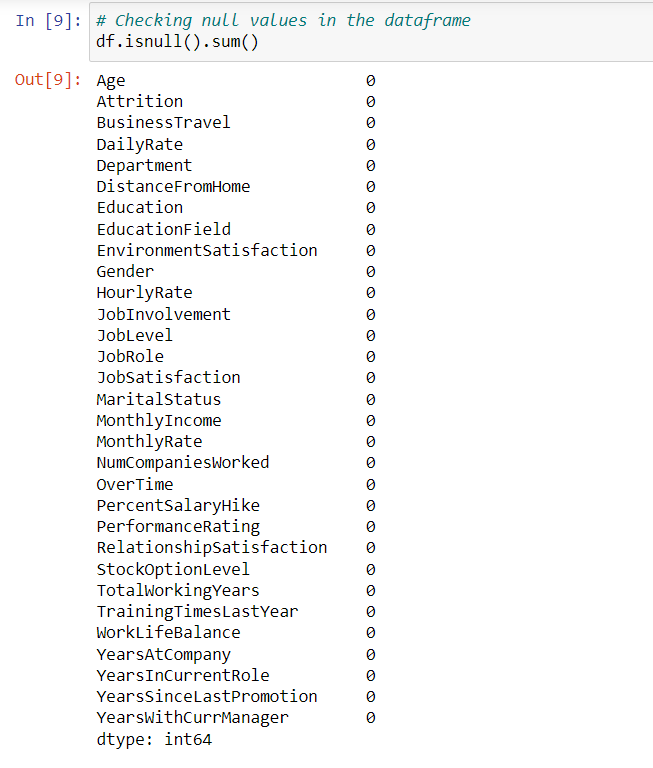 In [9]: # Checking null values in the dataframe
df.isnull().sum()
Out[9]: Age 0
Attrition 0
BusinessTravel 0
DailyRate 0
Department 0
DistanceFromHome 0
Education 0
EducationField 0
EnvironmentSatisfaction 0
Gender 0
HourlyRate 0
JobInvolvement 0
JobLevel 0
JobRole 0
JobSatisfaction 0
MaritalStatus 0
MonthlyIncome 0
MonthlyRate 0
NumCompaniesWorked 0
OverTime 0
PercentSalaryHike 0
PerformanceRating 0
RelationshipSatisfaction 0
StockOptionLevel 0
TotalWorkingYears 0
TrainingTimesLastYear 0
WorkLifeBalance 0
YearsAtCompany 0
YearsInCurrentRole 0
YearsSinceLastPromotion 0
YearsWithCurrManager 0
dtype: int64